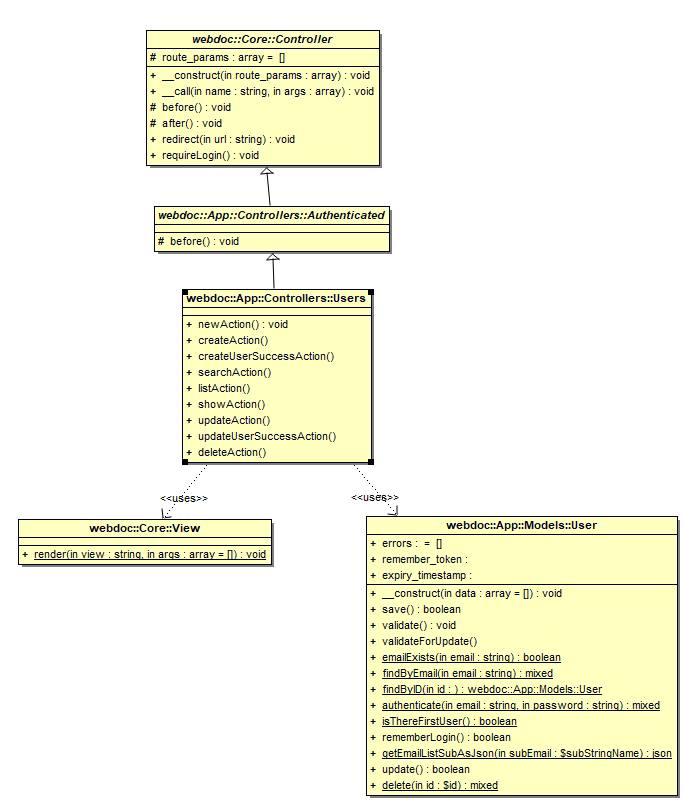 webdoc::Core::Controller
# route_params : array = []
+ __construct(in route_params : array) : void
+ __call(in name : string, in args : array) : void
# before() : void
# after() : void
+ redirect(in url : string) : void
+ requireLogin() : void
webdoc::App::Controllers::Authenticated
# before() : void
webdoc::App::Controllers::Users
+ newAction() : void
+ createAction()
+ createUserSuccessAction()
+ searchAction()
+ listAction()
+ showAction()
+ updateAction()
+ updateUserSuccessAction()
+ deleteAction()
<<uses>>
<<uses>>
webdoc::Core::View
+ render(in view : string, in args : array = []) : void
webdoc::App::Models::User
+ errors : = []
+ remember_token :
+ expiry_timestamp :
+ __construct(in data : array = []) : void
+ save() : boolean
+ validate() : void
+ validateForUpdate()
+ emailExists(in email : string) : boolean
+ findByEmail(in email : string) : mixed
+ findByID(in id : ) : webdoc::App::Models::User
+ authenticate(in email : string, in password : string) : mixed
+ isThereFirstUser() : boolean
+ rememberLogin() : boolean
+ getEmailListSubAsJson(in subEmail : $subStringName) : json
+ update() : boolean
+ delete(in id : $id) : mixed